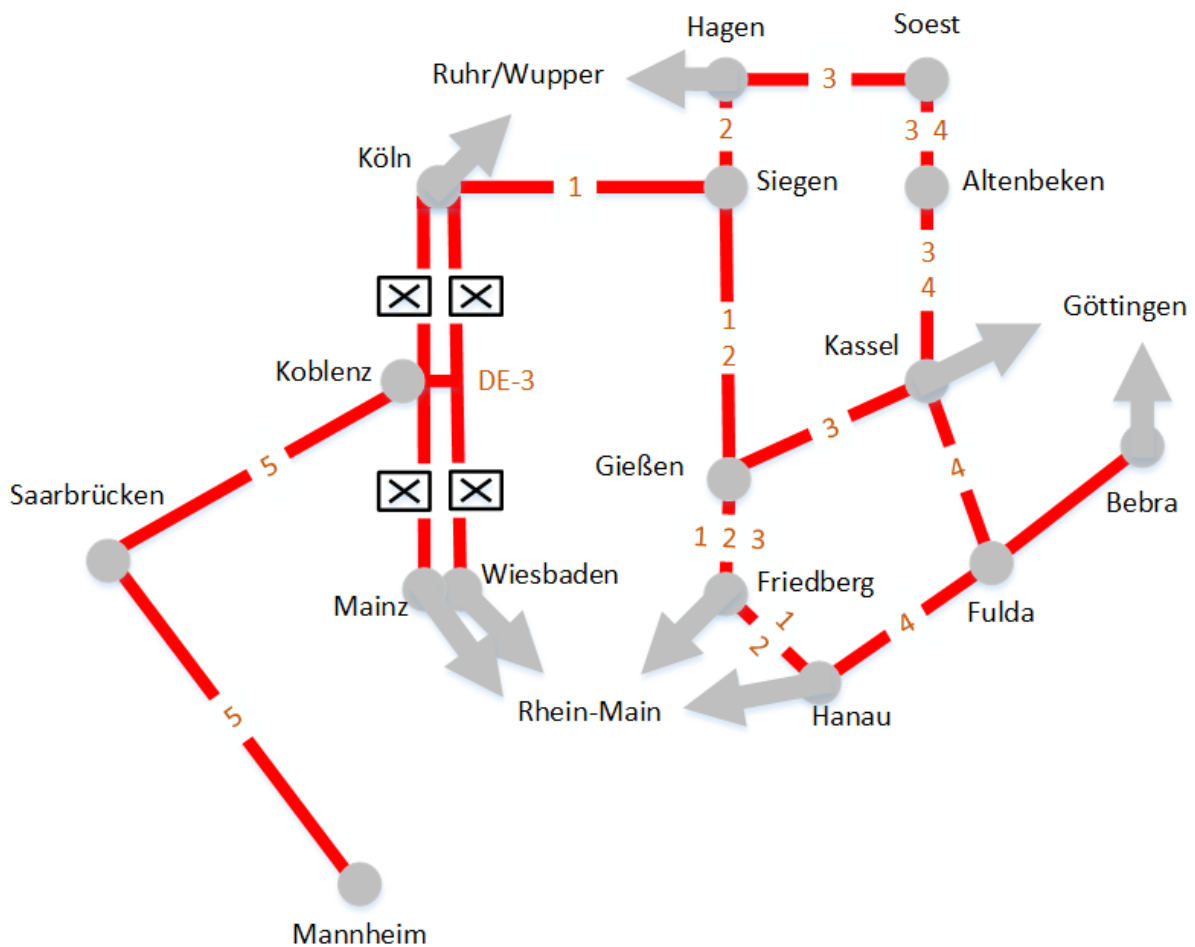 Hagen
Soest
Ruhr/Wupper
3
2
3 4
Köln
1
Siegen
Altenbeken
3
4
Göttingen
1
2
Kassel
Koblenz
DE-3
3
5
Gießen
4
Saarbrücken
Bebra
1 2 3
Wiesbaden
Friedberg
Mainz
Fulda
1
2
4
5
Rhein-Main
Hanau
Mannheim